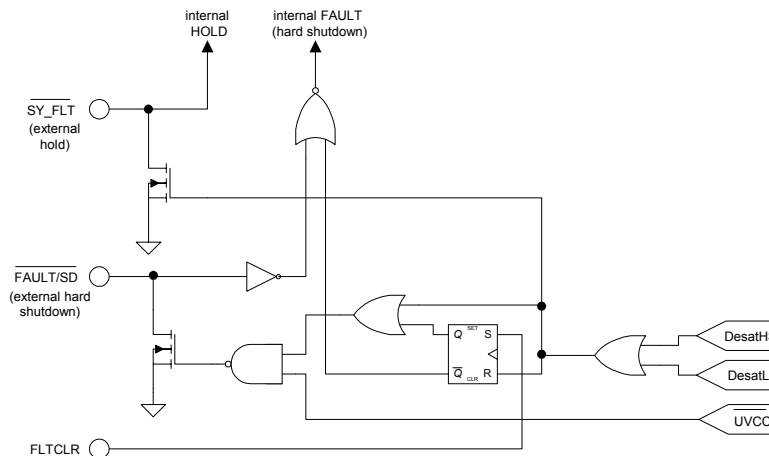 internal
HOLD
internal FAULT
(hard shutdown)
SY_FLT
(external
hold)
FAULT/SD
(external hard
shutdown)
Q
SET
S
Q
CLR
R
DesatL
UVCC
FLTCLR